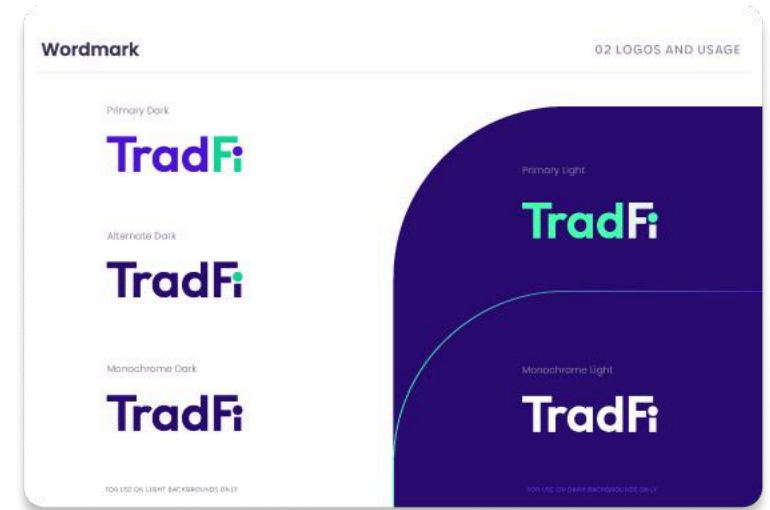 Wordmark
02 LOGOS AND USAGE
Primary Dark
TradFi
Alternate Dark
TradFi
Monochrome Dark
TradFi
FOR USE ON LIGHT BACKGROUNDS ONLY
Primary Light
TradFi
Monochrome Light
TradFi
FOR USE ON DARK BACKGROUNDS ONLY